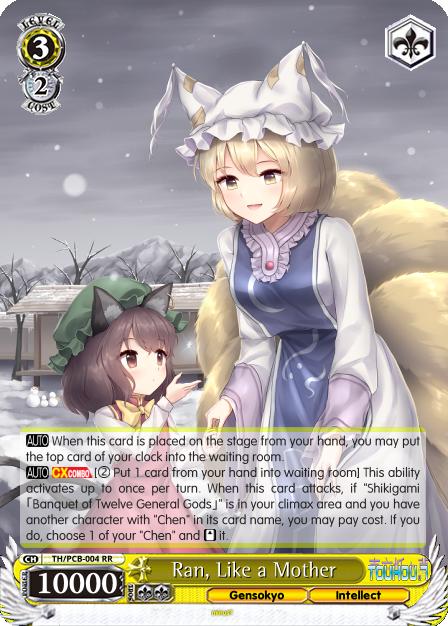 LEVEL
3
2
COST
AUTO When this card is placed on the stage from your hand, you may put
the top card of your clock into the waiting room.
AUTO CXCOMBO [② Put 1 card from your hand into waiting room] This ability
activates up to once per turn. When this card attacks, if "Shikigami
「Banquet of Twelve General Gods」" is in your climax area and you have
another character with "Chen" in its card name, you may pay cost. If you
do, choose 1 of your "Chen" and it.
CH TH/PCB-004 RR
POWER 10000 SOUL
Ran, Like a Mother
TOUHOU
Gensokyo Intellect